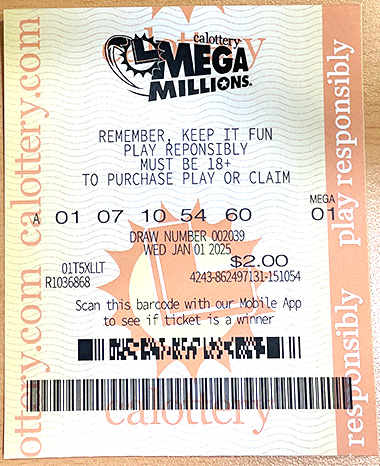 calottery
MEGA
MILLIONS.
REMEMBER, KEEP IT FUN
PLAY REPONSIBLY
MUST BE 18+
TO PURCHASE PLAY OR CLAIM
MEGA
A 01 07 10 54 60 01
DRAW NUMBER 002039
WED JAN 01 2025
$2.00
01T5XLLT
R1036868
4243-862497131-151054
Scan this barcode with our Mobile App
to see if ticket is a winner
calottery
calottery.com calottery.com
play responsibly
responsibly